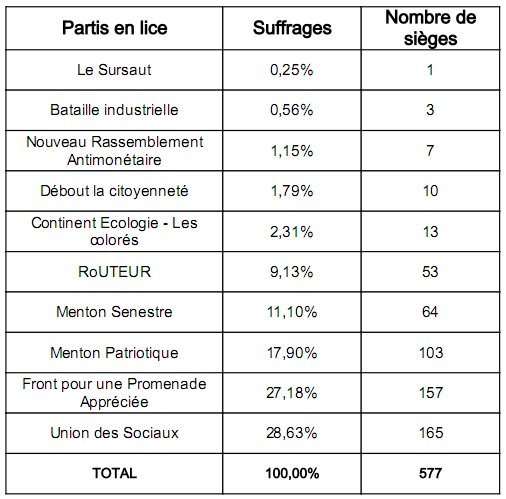 Partis en lice Suffrages Nombre de
sièges
Le Sursaut 0,25% 1
Bataille industrielle 0,56% 3
Nouveau Rassemblement
Antimonétaire 1,15% 7
Débout la citoyenneté 1,79% 10
Continent Ecologie - Les
colorés 2,31% 13
RoUTEUR 9,13% 53
Menton Senestre 11,10% 64
Menton Patriotique 17,90% 103
Front pour une Promenade
Appréciée 27,18% 157
Union des Sociaux 28,63% 165
TOTAL 100,00% 577